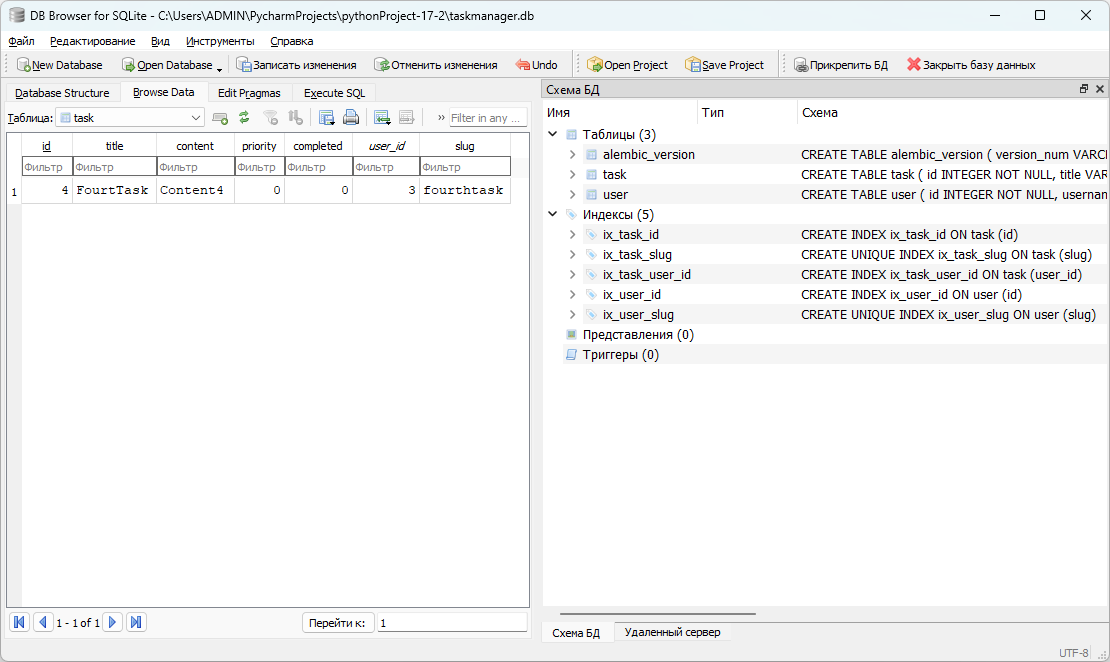 DB Browser for SQLite - C:\Users\ADMIN\PycharmProjects\pythonProject-17-2\taskmanager.db
Файл Редактирование Вид Инструменты Справка
New Database Open Database Записать изменения Отменить изменения Undo Open Project Save Project Прикрепить БД Закрыть базу данных
Database Structure Browse Data Edit Pragmas Execute SQL
Таблица: task » Filter in any ...
id title content priority completed user_id slug
Фильтр Фильтр Фильтр Фильтр Фильтр Фильтр Фильтр
1 4 FourtTask Content4 0 0 3 fourthtask
1 - 1 of 1 Перейти к: 1
Схема БД
Имя Тип Схема
Таблицы (3)
alembic_version CREATE TABLE alembic_version ( version_num VARCH
task CREATE TABLE task ( id INTEGER NOT NULL, title VAR
user CREATE TABLE user ( id INTEGER NOT NULL, usernam
Индексы (5)
ix_task_id CREATE INDEX ix_task_id ON task (id)
ix_task_slug CREATE UNIQUE INDEX ix_task_slug ON task (slug)
ix_task_user_id CREATE INDEX ix_task_user_id ON task (user_id)
ix_user_id CREATE INDEX ix_user_id ON user (id)
ix_user_slug CREATE UNIQUE INDEX ix_user_slug ON user (slug)
Представления (0)
Триггеры (0)
Схема БД Удаленный сервер
UTF-8